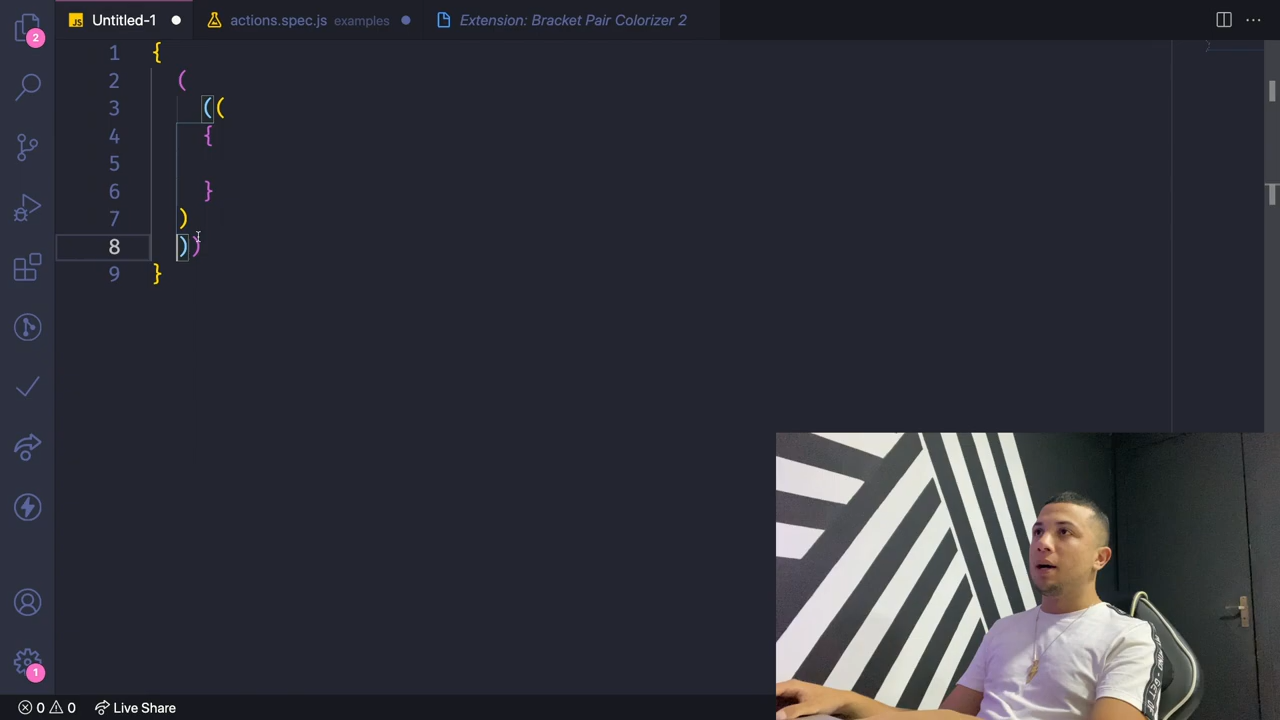 2
JS Untitled-1
actions.spec.js examples
Extension: Bracket Pair Colorizer 2
1 {
2 (
3 ((
4 {
5
6 }
7 )
8 ))
9 }
1
0 0 Live Share